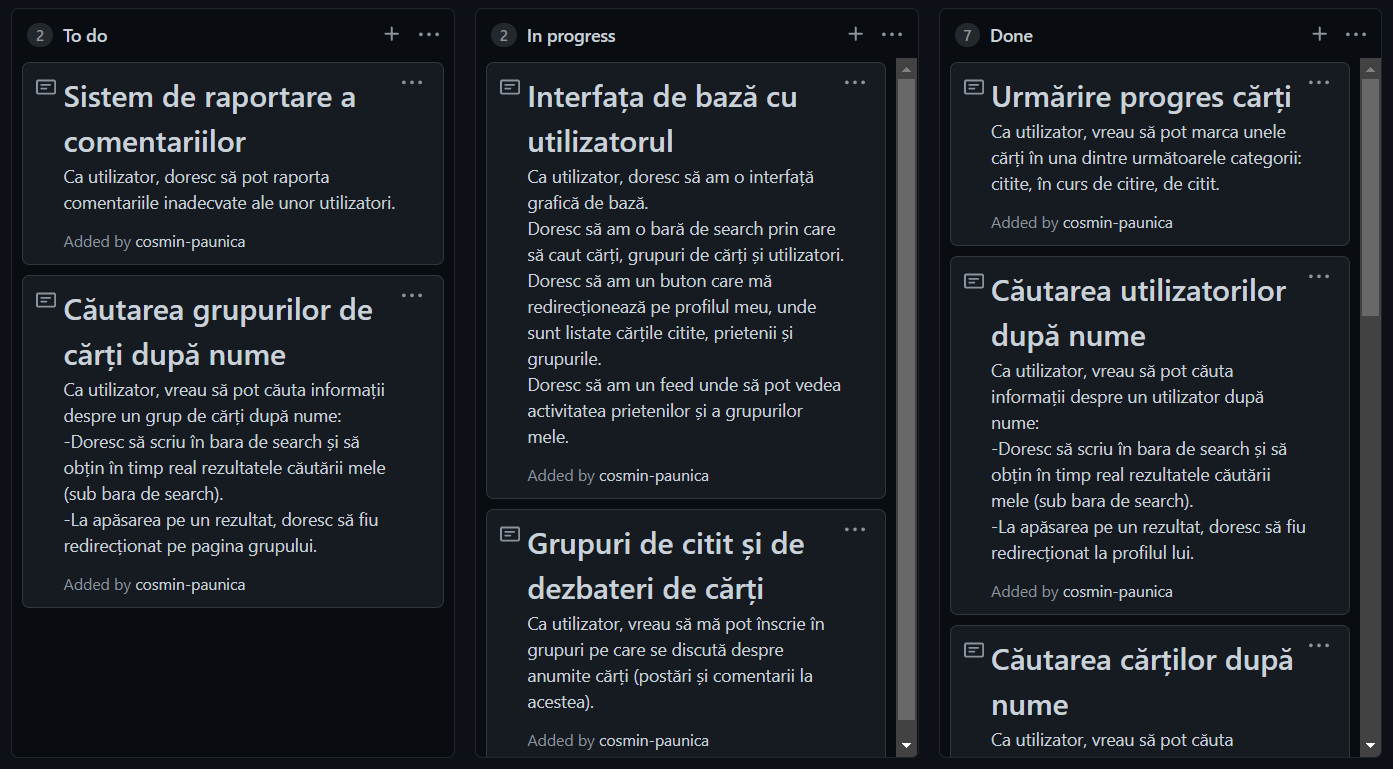 2 To do
Sistem de raportare a
comentariilor
Ca utilizator, doresc să pot raporta
comentariile inadecvate ale unor utilizatori.
Added by cosmin-paunica
Căutarea grupurilor de
cărți după nume
Ca utilizator, vreau să pot căuta informații
despre un grup de cărți după nume:
-Doresc să scriu în bara de search și să
obțin în timp real rezultatele căutării mele
(sub bara de search).
-La apăsarea pe un rezultat, doresc să fiu
redirecționat pe pagina grupului.
Added by cosmin-paunica
2 In progress
Interfața de bază cu
utilizatorul
Ca utilizator, doresc să am o interfață
grafică de bază.
Doresc să am o bară de search prin care
să caut cărți, grupuri de cărți și utilizatori.
Doresc să am un buton care mă
redirecționează pe profilul meu, unde
sunt listate cărțile citite, prietenii și
grupurile.
Doresc să am un feed unde să pot vedea
activitatea prietenilor și a grupurilor
mele.
Added by cosmin-paunica
Grupuri de citit și de
dezbateri de cărți
Ca utilizator, vreau să mă pot înscrie în
grupuri pe care se discută despre
anumite cărți (postări și comentarii la
acestea).
Added by cosmin-paunica
7 Done
Urmărire progres cărți
Ca utilizator, vreau să pot marca unele
cărți în una dintre următoarele categorii:
citite, în curs de citire, de citit.
Added by cosmin-paunica
Căutarea utilizatorilor
după nume
Ca utilizator, vreau să pot căuta
informații despre un utilizator după
nume:
-Doresc să scriu în bara de search și să
obțin în timp real rezultatele căutării
mele (sub bara de search).
-La apăsarea pe un rezultat, doresc să fiu
redirecționat la profilul lui.
Added by cosmin-paunica
Căutarea cărților după
nume
Ca utilizator, vreau să pot căuta